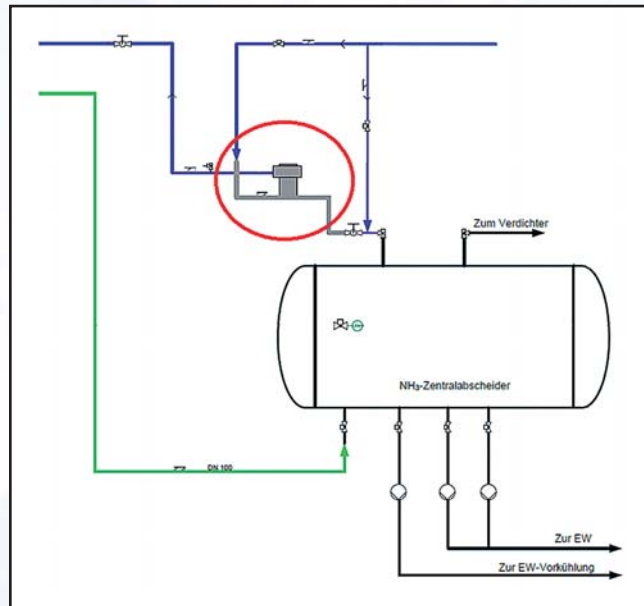 Zum Verdichter
NH₃-Zentralabscheider
DN 100
Zur EW
Zur EW-Vorkühlung